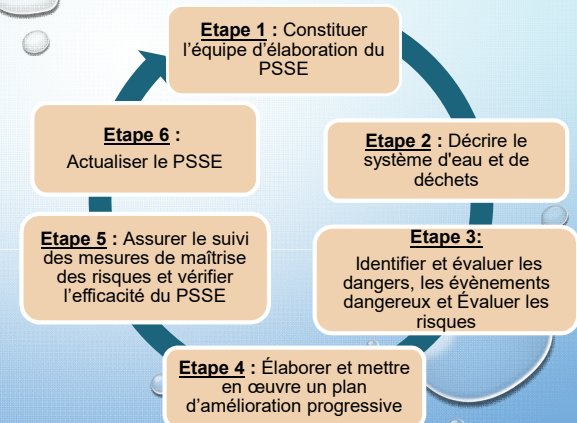 Etape 1 : Constituer
l'équipe d'élaboration du
PSSE
Etape 2 : Décrire le
système d'eau et de
déchets
Etape 3:
Identifier et évaluer les
dangers, les évènements
dangereux et Évaluer les
risques
Etape 4 : Élaborer et mettre
en œuvre un plan
d'amélioration progressive
Etape 5 : Assurer le suivi
des mesures de maîtrise
des risques et vérifier
l'efficacité du PSSE
Etape 6 :
Actualiser le PSSE